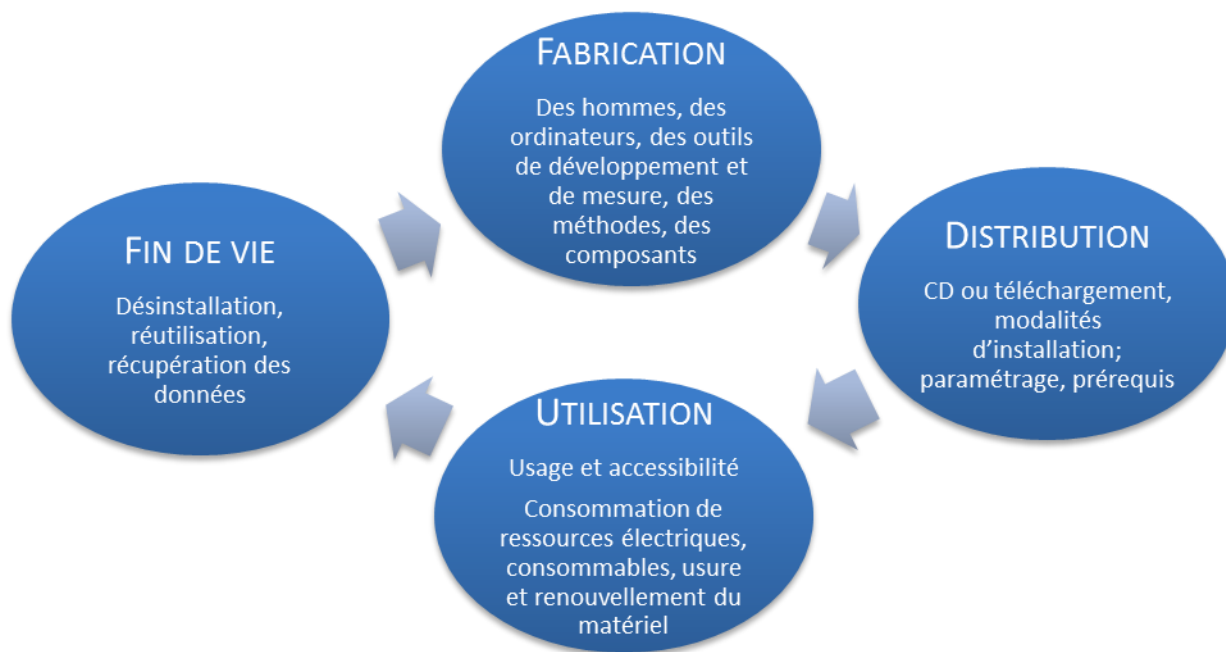 FABRICATION
Des hommes, des
ordinateurs, des outils
de développement et
de mesure, des
méthodes, des
composants
DISTRIBUTION
CD ou téléchargement,
modalités
d’installation;
paramétrage, prérequis
UTILISATION
Usage et accessibilité
Consommation de
ressources électriques,
consommables, usure
et renouvellement du
matériel
FIN DE VIE
Désinstallation,
réutilisation,
récupération des
données